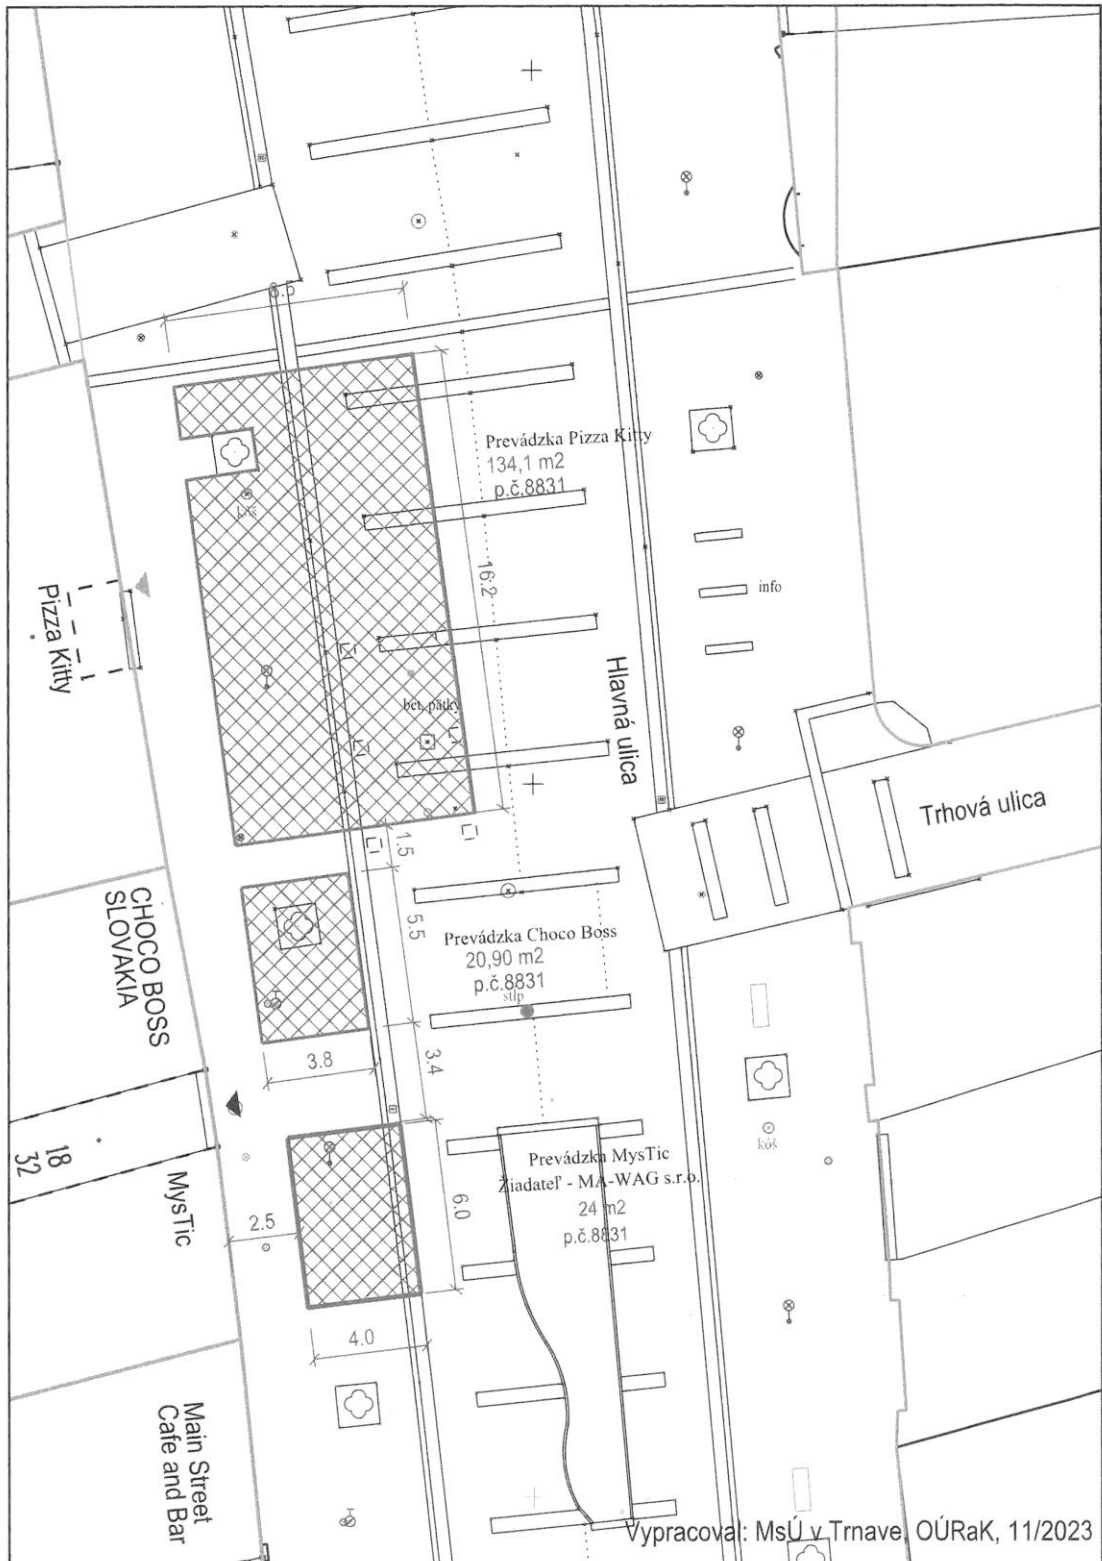 8.5
Prevádzka Pizza Kitty
134,1 m2
p.č.8831
kôš
16.2
info
Pizza Kitty
bet. pätky
Hlavná ulica
Trhová ulica
1.5
5.5
CHOCO BOSS
SLOVAKIA
Prevádzka Choco Boss
20,90 m2
p.č.8831
stĺp
3.8
3.4
kôš
18
32
MysTic
Prevádzka MysTic
Žiadateľ - MA-WAG s.r.o.
24 m2
p.č.8831
6.0
2.5
4.0
Main Street
Cafe and Bar
Vypracoval: MsÚ v Trnave, OÚRaK, 11/2023